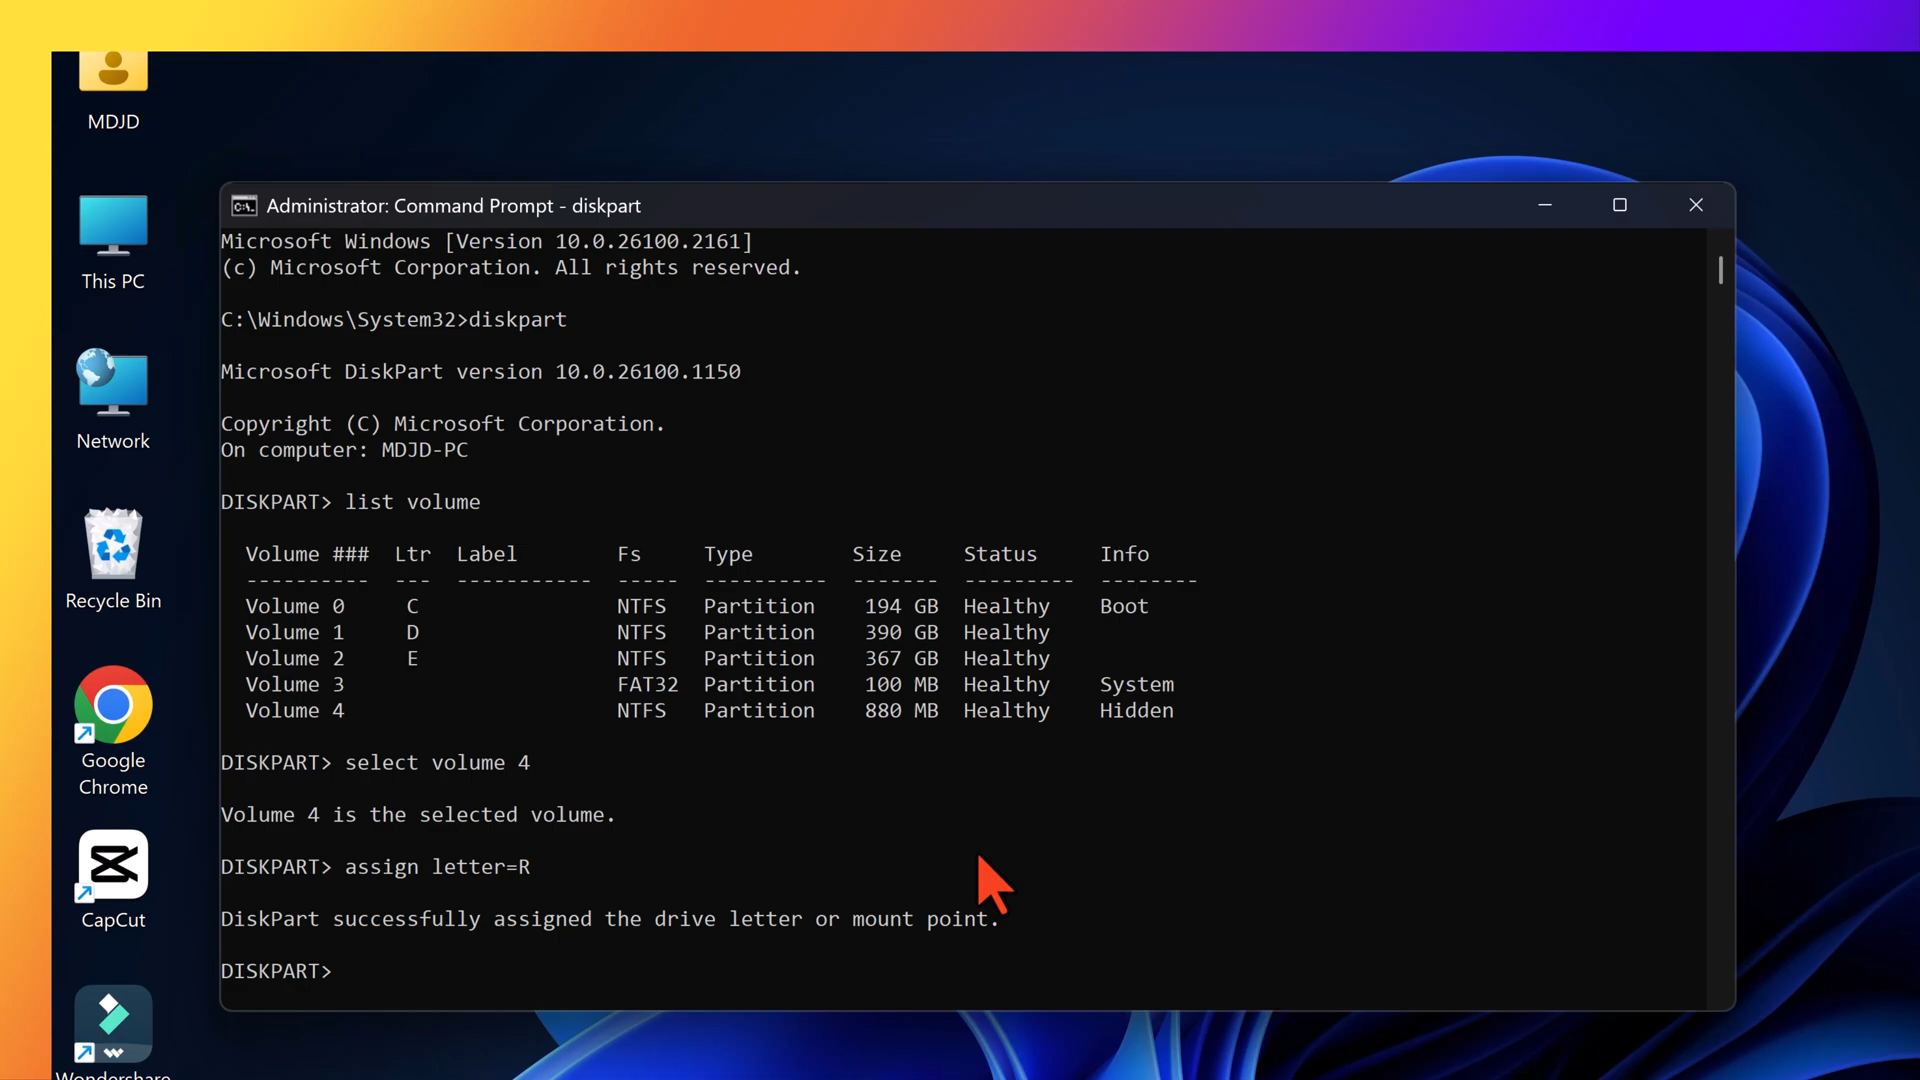 MDJD
This PC
Network
Recycle Bin
Google
Chrome
CapCut
Wondershare
Administrator: Command Prompt - diskpart
Microsoft Windows [Version 10.0.26100.2161]
(c) Microsoft Corporation. All rights reserved.
C:\Windows\System32>diskpart
Microsoft DiskPart version 10.0.26100.1150
Copyright (C) Microsoft Corporation.
On computer: MDJD-PC
DISKPART> list volume
Volume ###  Ltr  Label        Fs     Type        Size     Status     Info
----------  ---  -----------  -----  ----------  -------  ---------  --------
Volume 0     C                NTFS   Partition    194 GB  Healthy    Boot
Volume 1     D                NTFS   Partition    390 GB  Healthy
Volume 2     E                NTFS   Partition    367 GB  Healthy
Volume 3                      FAT32  Partition    100 MB  Healthy    System
Volume 4                      NTFS   Partition    880 MB  Healthy    Hidden
DISKPART> select volume 4
Volume 4 is the selected volume.
DISKPART> assign letter=R
DiskPart successfully assigned the drive letter or mount point.
DISKPART>